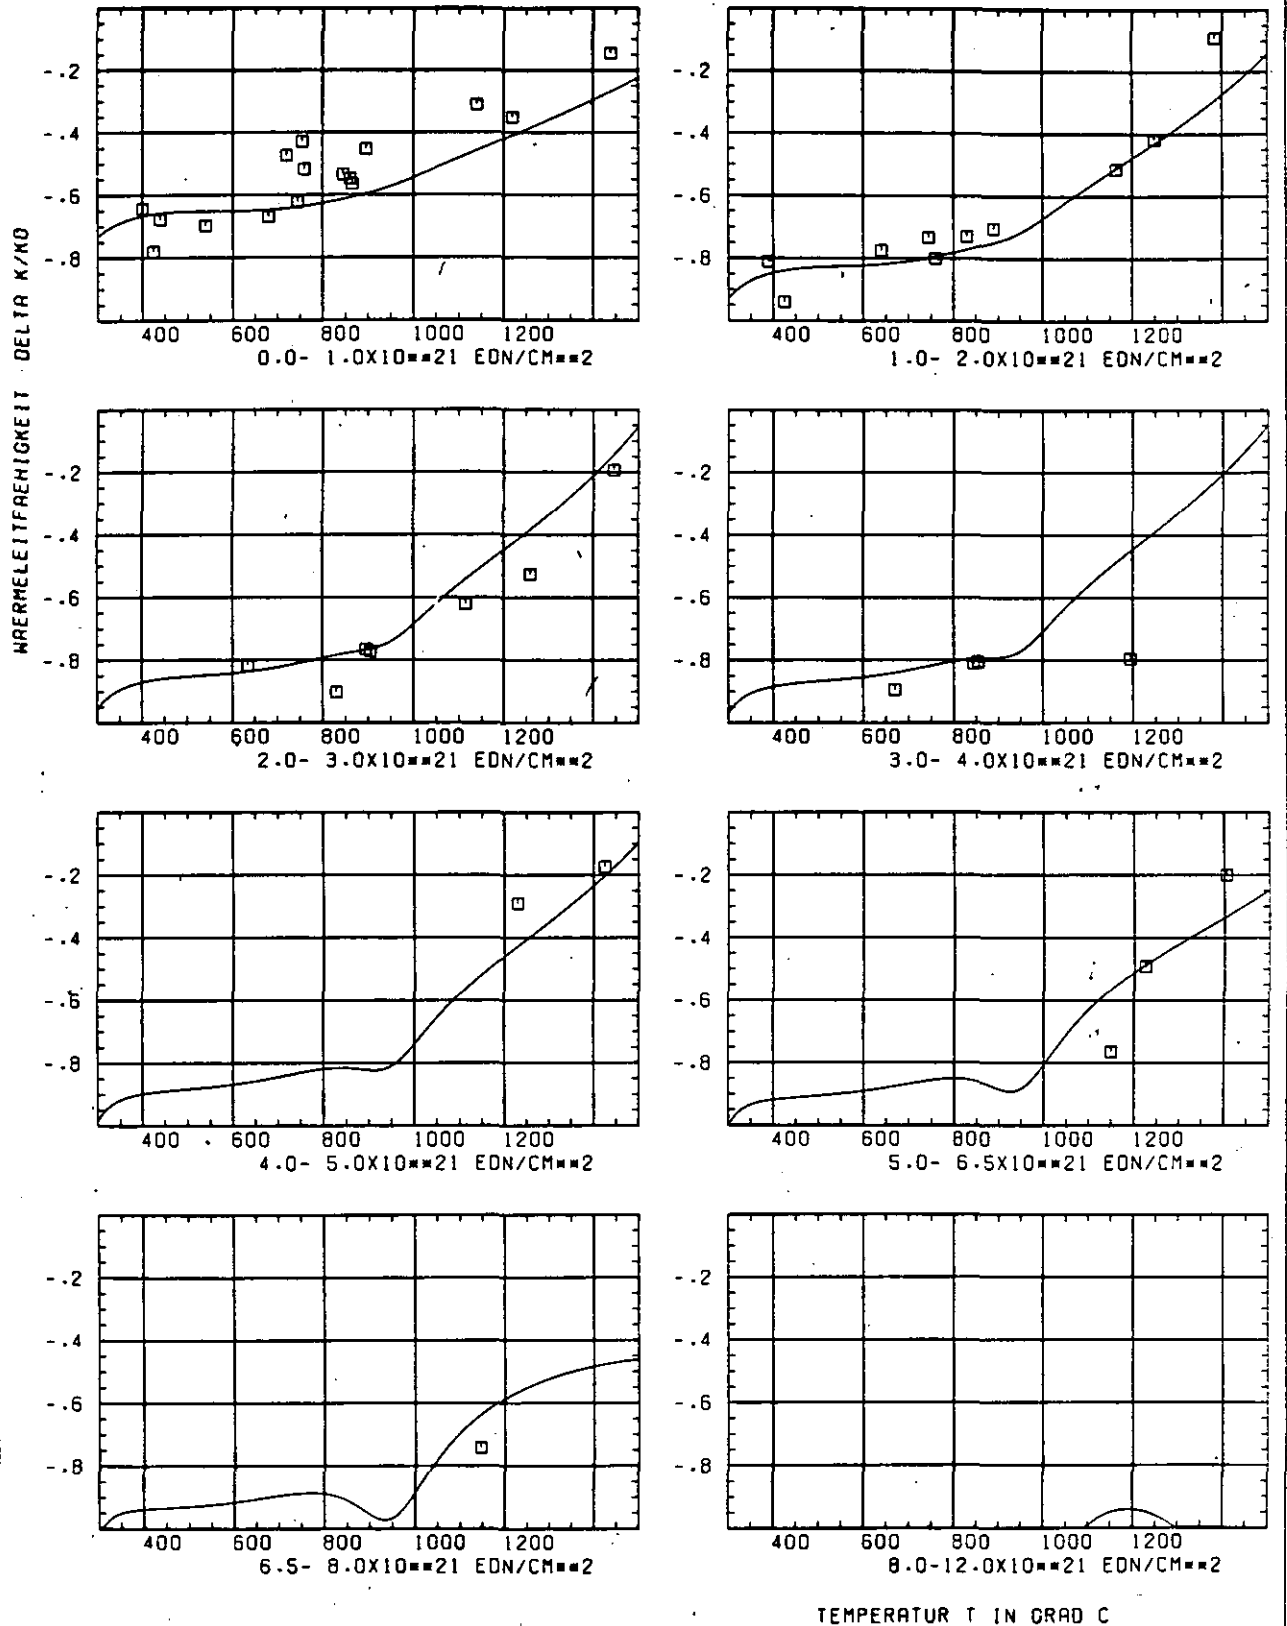 WAERMELEITFAEHIGKEIT DELTA K/K0
-.2
-.4
-.6
-.8
400 600 800 1000 1200
0.0- 1.0X10**21 EDN/CM**2
-.2
-.4
-.6
-.8
400 600 800 1000 1200
1.0- 2.0X10**21 EDN/CM**2
-.2
-.4
-.6
-.8
400 600 800 1000 1200
2.0- 3.0X10**21 EDN/CM**2
-.2
-.4
-.6
-.8
400 600 800 1000 1200
3.0- 4.0X10**21 EDN/CM**2
-.2
-.4
-.6
-.8
400 600 800 1000 1200
4.0- 5.0X10**21 EDN/CM**2
-.2
-.4
-.6
-.8
400 600 800 1000 1200
5.0- 6.5X10**21 EDN/CM**2
-.2
-.4
-.6
-.8
400 600 800 1000 1200
6.5- 8.0X10**21 EDN/CM**2
-.2
-.4
-.6
-.8
400 600 800 1000 1200
8.0-12.0X10**21 EDN/CM**2
TEMPERATUR T IN GRAD C